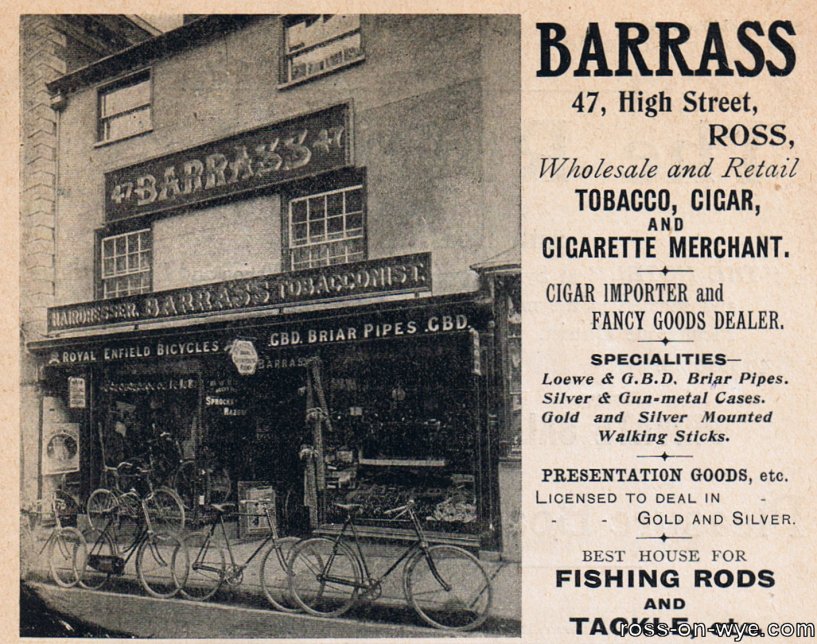 47 BARRASS 47
HAIRDRESSER. BARRASS TOBACCONIST.
ROYAL ENFIELD BICYCLES
G.B.D. BRIAR PIPES .G.B.D.
BARRASS
BARRASS
47, High Street,
ROSS,
Wholesale and Retail
TOBACCO, CIGAR,
AND
CIGARETTE MERCHANT.
CIGAR IMPORTER and
FANCY GOODS DEALER.
SPECIALITIES—
Loewe & G.B.D. Briar Pipes.
Silver & Gun-metal Cases.
Gold and Silver Mounted
Walking Sticks.
PRESENTATION GOODS, etc.
LICENSED TO DEAL IN -
- - GOLD AND SILVER.
BEST HOUSE FOR
FISHING RODS
AND
TACKLE,
ross-on-wye.com